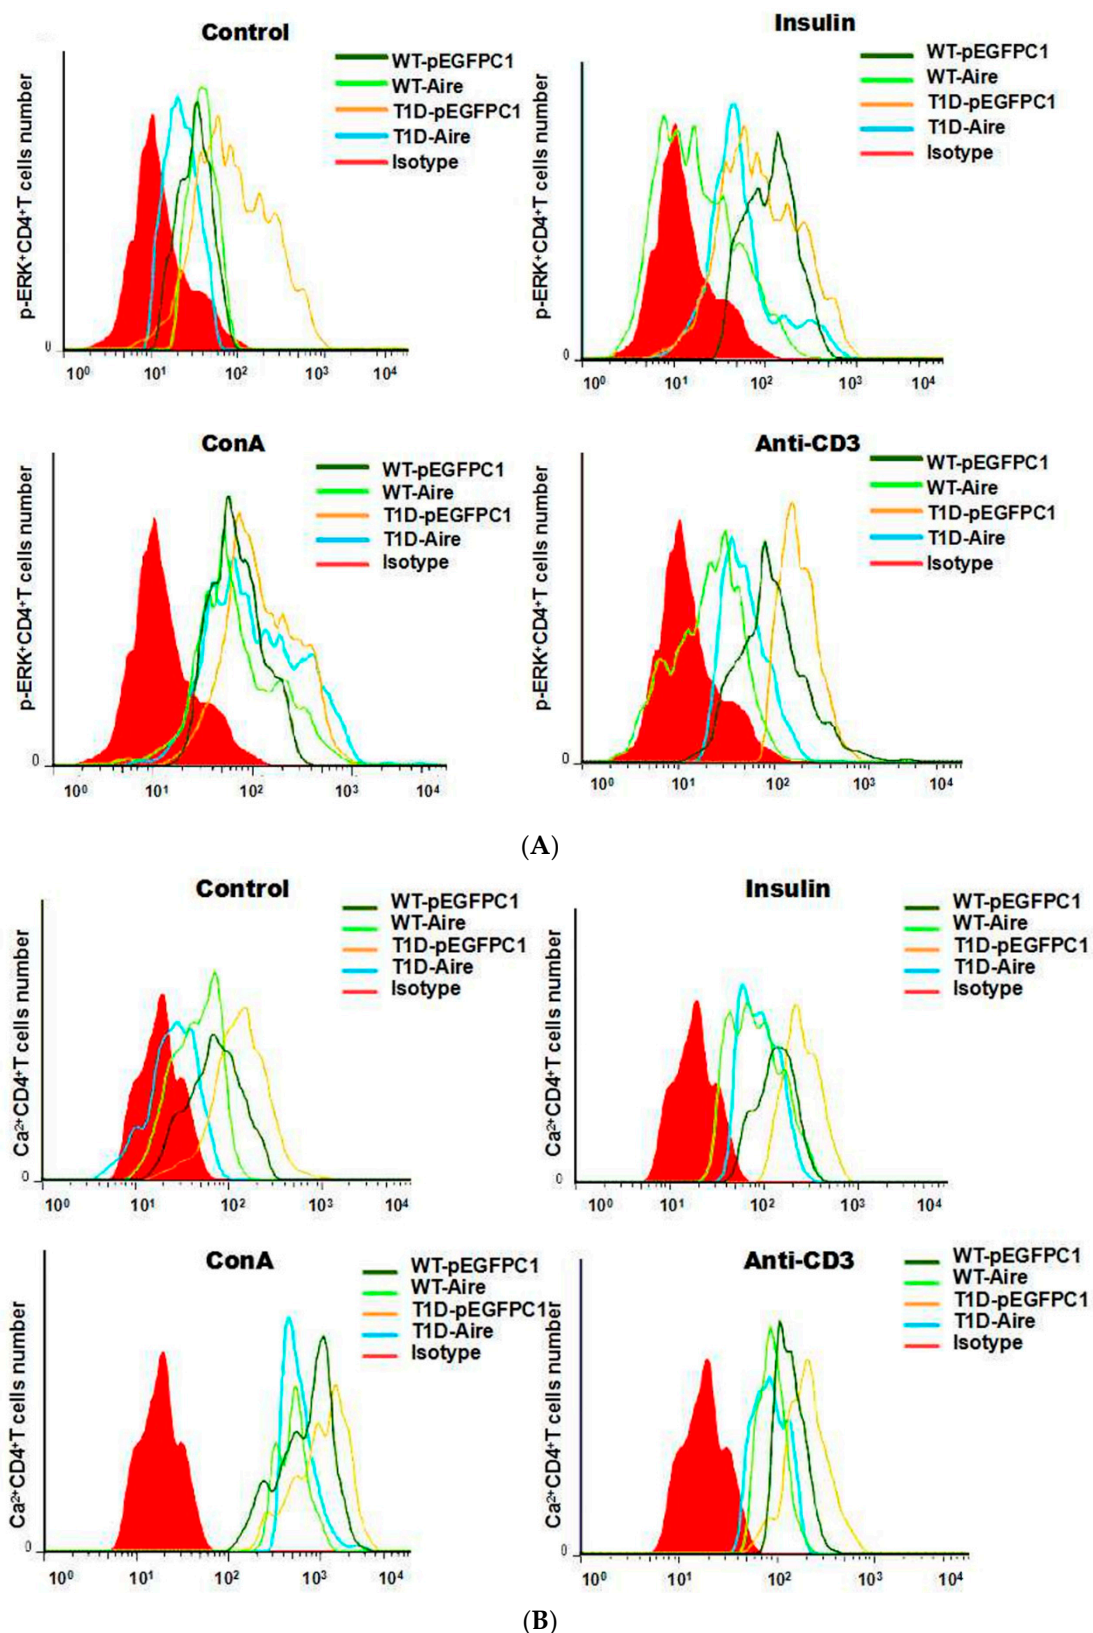 Control
WT-pEGFPC1
WT-Aire
T1D-pEGFPC1
T1D-Aire
Isotype
p-ERK⁺CD4⁺T cells number
0
10⁰ 10¹ 10² 10³ 10⁴
Insulin
WT-pEGFPC1
WT-Aire
T1D-pEGFPC1
T1D-Aire
Isotype
p-ERK⁺CD4⁺T cells number
0
10⁰ 10¹ 10² 10³ 10⁴
ConA
WT-pEGFPC1
WT-Aire
T1D-pEGFPC1
T1D-Aire
Isotype
p-ERK⁺CD4⁺T cells number
0
10⁰ 10¹ 10² 10³ 10⁴
Anti-CD3
WT-pEGFPC1
WT-Aire
T1D-pEGFPC1
T1D-Aire
Isotype
p-ERK⁺CD4⁺T cells number
0
10⁰ 10¹ 10² 10³ 10⁴
(A)
Control
WT-pEGFPC1
WT-Aire
T1D-pEGFPC1
T1D-Aire
Isotype
Ca²⁺CD4⁺T cells number
0
10⁰ 10¹ 10² 10³ 10⁴
Insulin
WT-pEGFPC1
WT-Aire
T1D-pEGFPC1
T1D-Aire
Isotype
Ca²⁺CD4⁺T cells number
0
10⁰ 10¹ 10² 10³ 10⁴
ConA
WT-pEGFPC1
WT-Aire
T1D-pEGFPC1
T1D-Aire
Isotype
Ca²⁺CD4⁺T cells number
0
10⁰ 10¹ 10² 10³ 10⁴
Anti-CD3
WT-pEGFPC1
WT-Aire
T1D-pEGFPC1
T1D-Aire
Isotype
Ca²⁺CD4⁺T cells number
0
10⁰ 10¹ 10² 10³ 10⁴
(B)